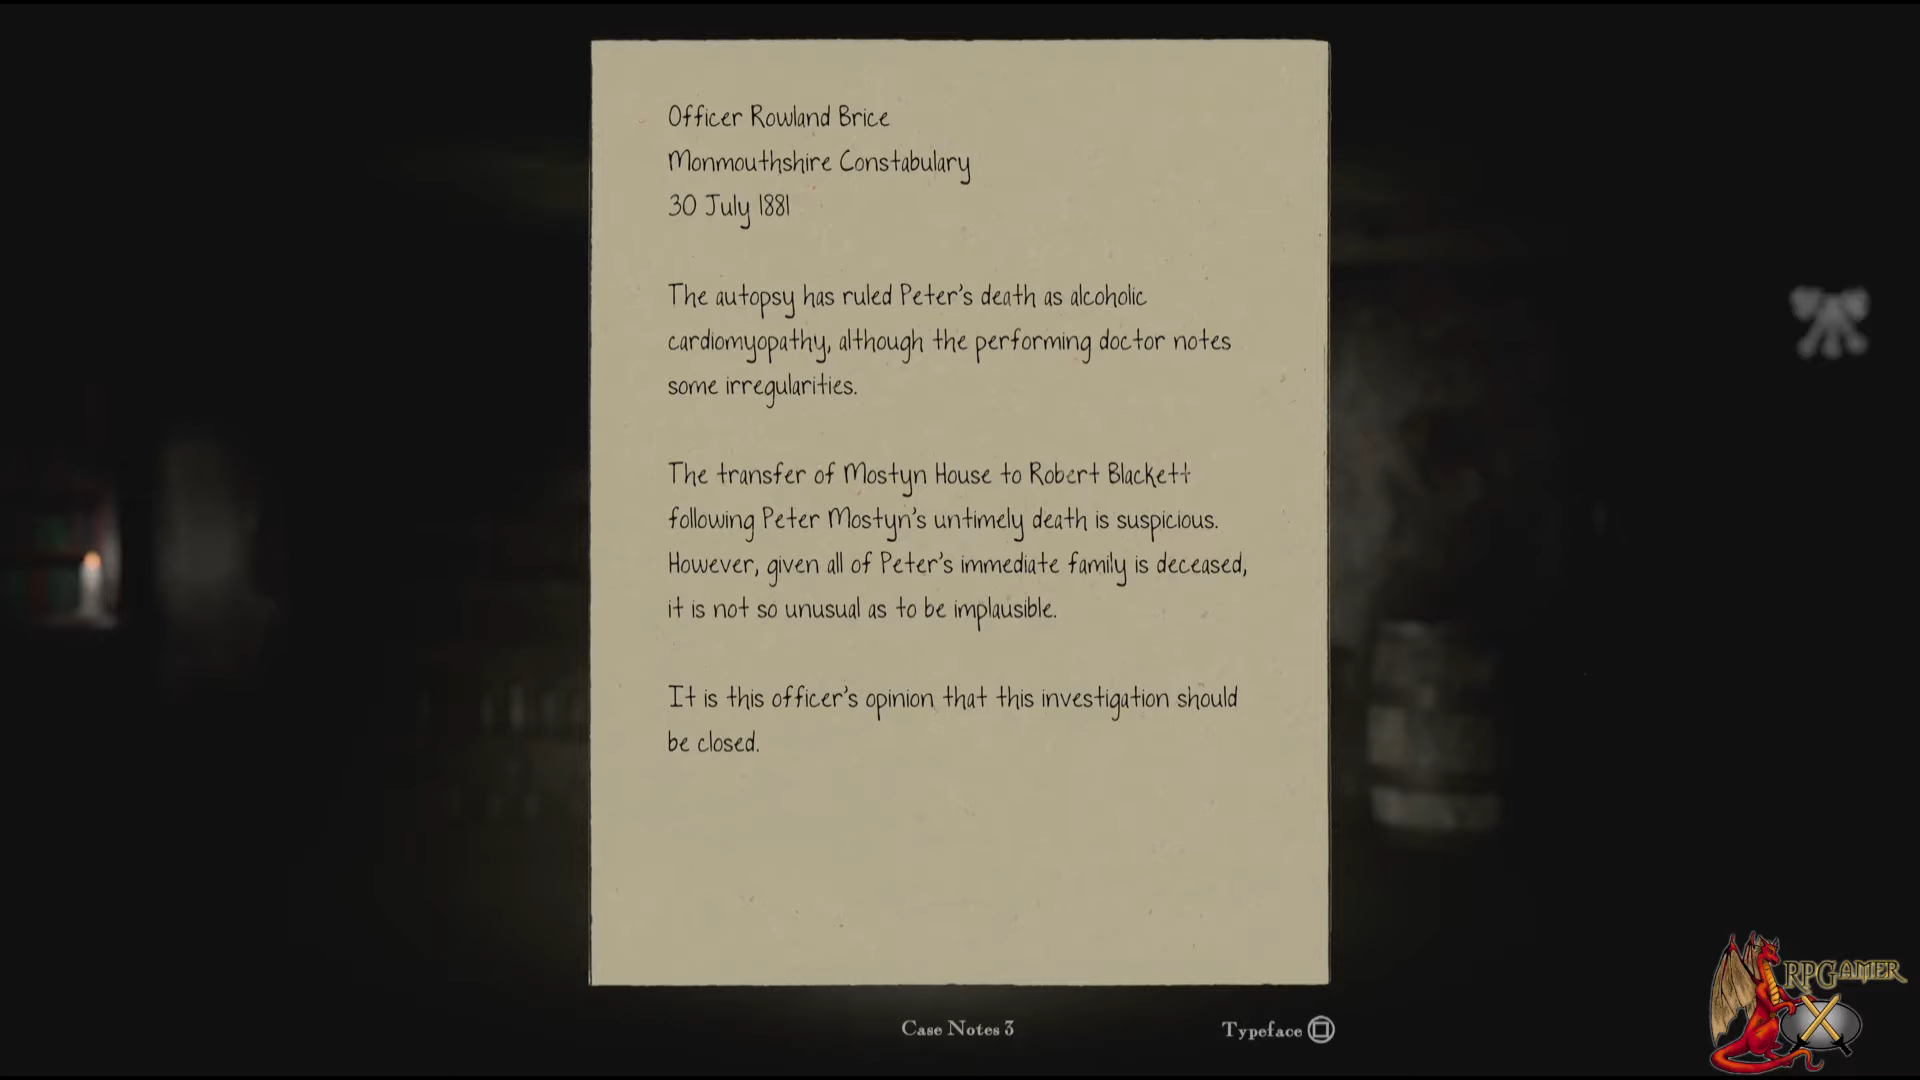 Officer Rowland Brice
Monmouthshire Constabulary
30 July 1881
The autopsy has ruled Peter's death as alcoholic
cardiomyopathy, although the performing doctor notes
some irregularities.
The transfer of Mostyn House to Robert Blackett
following Peter Mostyn's untimely death is suspicious.
However, given all of Peter's immediate family is deceased,
it is not so unusual as to be implausible.
It is this officer's opinion that this investigation should
be closed.
Case Notes 3
Typeface
RPGAMER